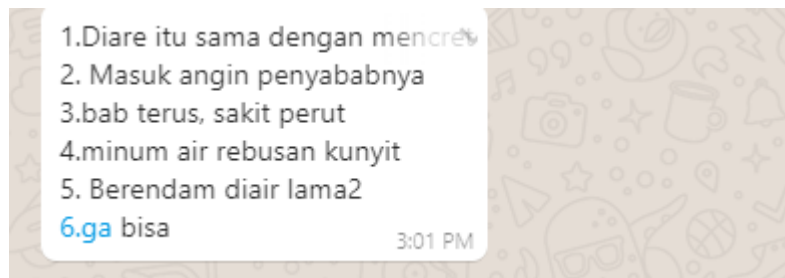 1.Diare itu sama dengan mencret
2. Masuk angin penyababnya
3.bab terus, sakit perut
4.minum air rebusan kunyit
5. Berendam diair lama2
6.ga bisa
3:01 PM